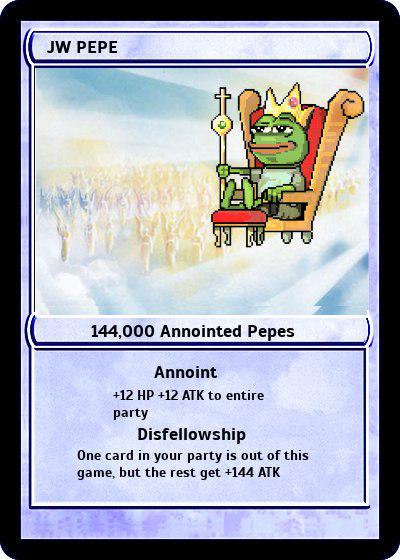 JW PEPE
144,000 Annointed Pepes
Annoint
+12 HP +12 ATK to entire
party
Disfellowship
One card in your party is out of this
game, but the rest get +144 ATK